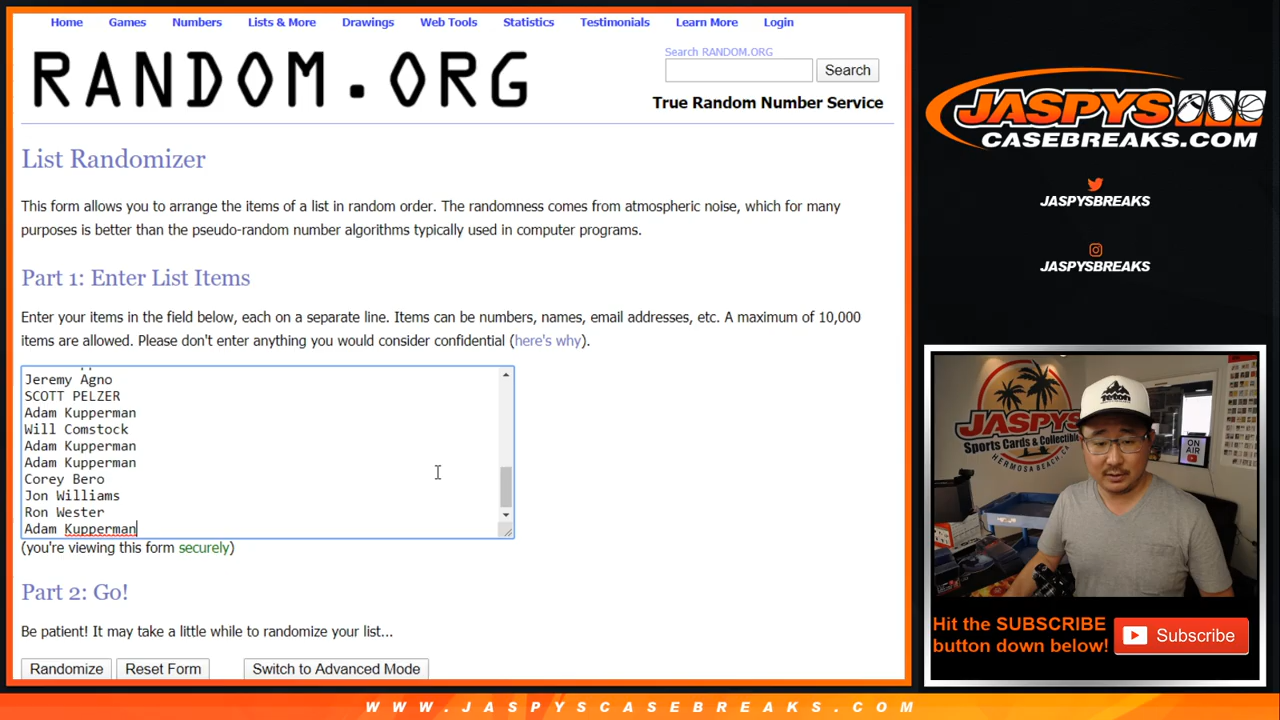 Home Games Numbers Lists & More Drawings Web Tools Statistics Testimonials Learn More Login
RANDOM.ORG
Search RANDOM.ORG
Search
True Random Number Service
List Randomizer
This form allows you to arrange the items of a list in random order. The randomness comes from atmospheric noise, which for many
purposes is better than the pseudo-random number algorithms typically used in computer programs.
Part 1: Enter List Items
Enter your items in the field below, each on a separate line. Items can be numbers, names, email addresses, etc. A maximum of 10,000
items are allowed. Please don't enter anything you would consider confidential (here's why).
Jeremy Agno
SCOTT PELZER
Adam Kupperman
Will Comstock
Adam Kupperman
Adam Kupperman
Corey Bero
Jon Williams
Ron Wester
Adam Kupperman
(you're viewing this form securely)
Part 2: Go!
Be patient! It may take a little while to randomize your list...
Randomize Reset Form Switch to Advanced Mode
JASPYS
CASEBREAKS.COM
JASPYSBREAKS
JASPYSBREAKS
JASPYS
Sports Cards & Collectibles
HERMOSA BEACH, CA
ON
AIR
Teton
Hit the SUBSCRIBE
button down below!
Subscribe
WWW.JASPYSCASEBREAKS.COM